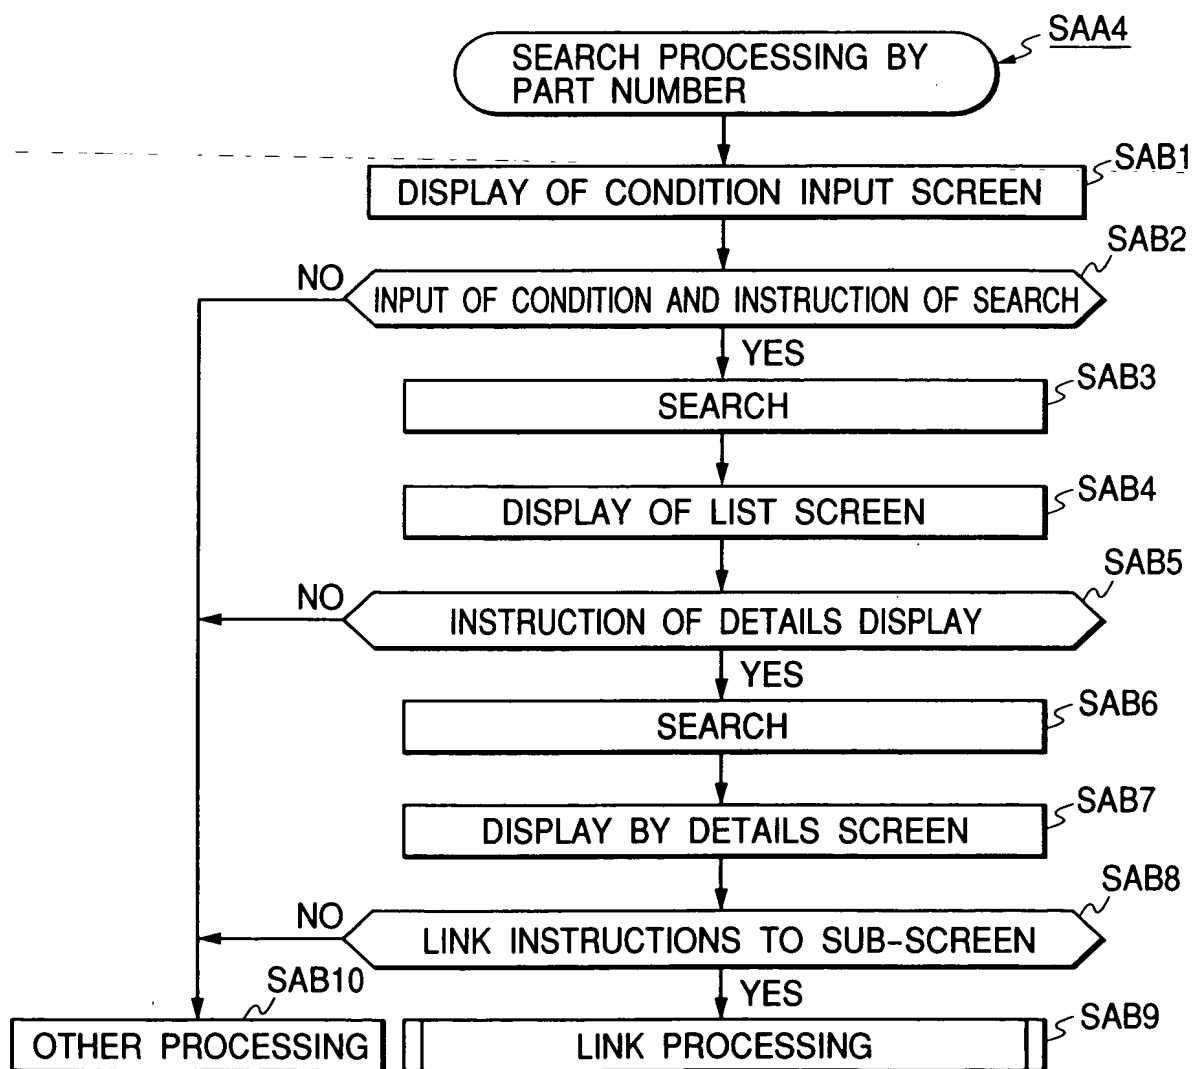 SAA4
SEARCH PROCESSING BY
PART NUMBER
SAB1
DISPLAY OF CONDITION INPUT SCREEN
SAB2
NO
INPUT OF CONDITION AND INSTRUCTION OF SEARCH
YES
SAB3
SEARCH
SAB4
DISPLAY OF LIST SCREEN
SAB5
NO
INSTRUCTION OF DETAILS DISPLAY
YES
SAB6
SEARCH
SAB7
DISPLAY BY DETAILS SCREEN
SAB8
NO
LINK INSTRUCTIONS TO SUB-SCREEN
YES
SAB10
OTHER PROCESSING
SAB9
LINK PROCESSING